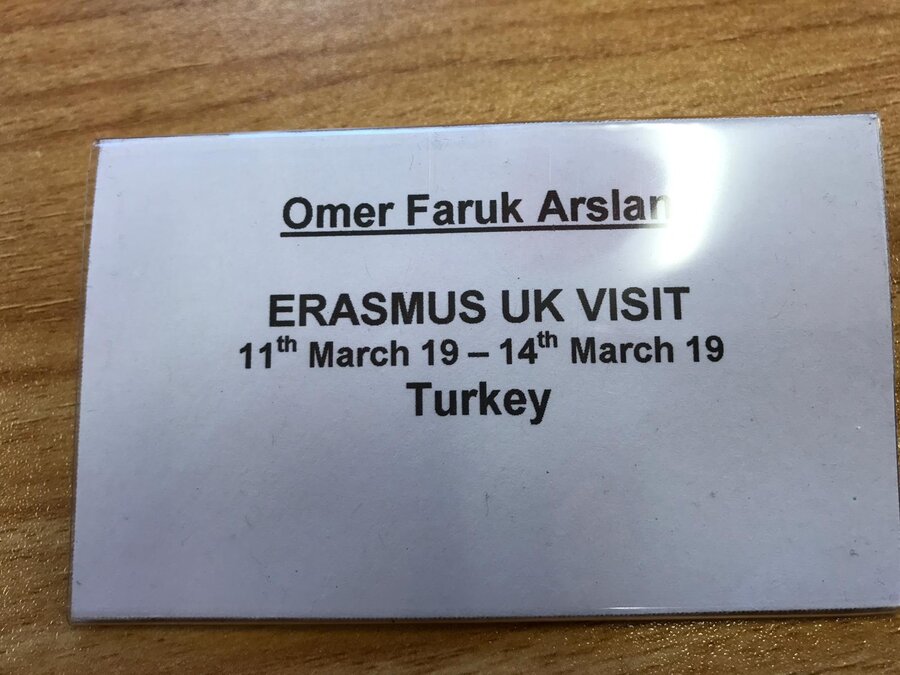 Omer Faruk Arslan
ERASMUS UK VISIT
11th March 19 – 14th March 19
Turkey